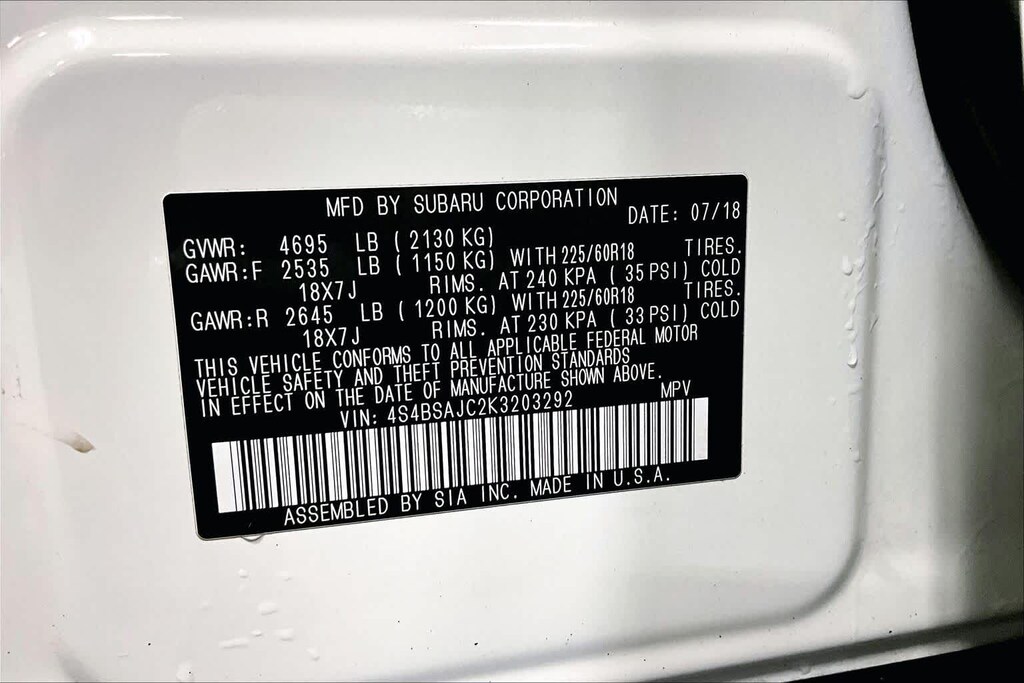 MFD BY SUBARU CORPORATION DATE: 07/18
GVWR: 4695 LB (2130 KG)
GAWR:F 2535 LB (1150 KG) WITH 225/60R18 TIRES.
18X7J RIMS. AT 240 KPA (35 PSI) COLD
GAWR:R 2645 LB (1200 KG) WITH 225/60R18 TIRES.
18X7J RIMS. AT 230 KPA (33 PSI) COLD
THIS VEHICLE CONFORMS TO ALL APPLICABLE FEDERAL MOTOR
VEHICLE SAFETY AND THEFT PREVENTION STANDARDS
IN EFFECT ON THE DATE OF MANUFACTURE SHOWN ABOVE.
VIN: 4S4BSAJC2K3203292 MPV
ASSEMBLED BY SIA INC. MADE IN U.S.A.